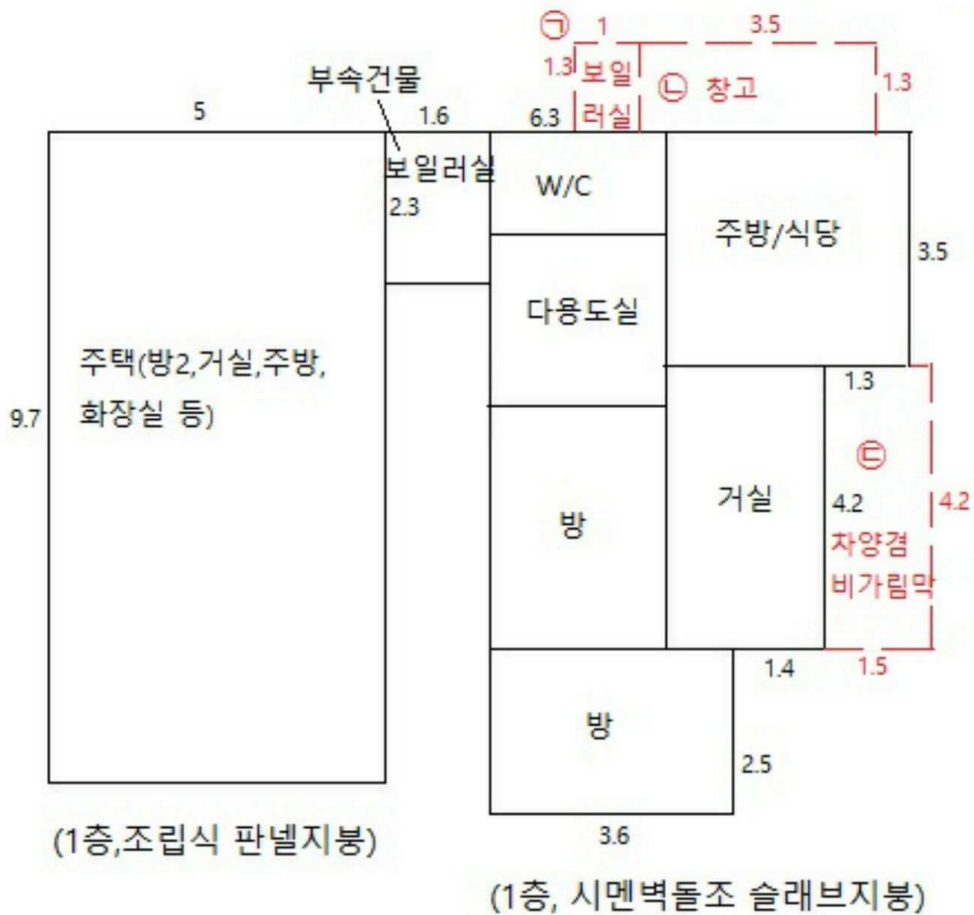 ㉠ 1 3.5
1.3 보일 러실 ㉡ 창고 1.3
부속건물
5 1.6 6.3
보일러실
2.3
W/C
주방/식당
3.5
다용도실
주택(방2,거실,주방,
화장실 등)
9.7
1.3
㉢
방
거실
4.2 4.2
차양겸
비가림막
1.4 1.5
방
2.5
3.6
(1층,조립식 판넬지붕)
(1층, 시멘벽돌조 슬래브지붕)